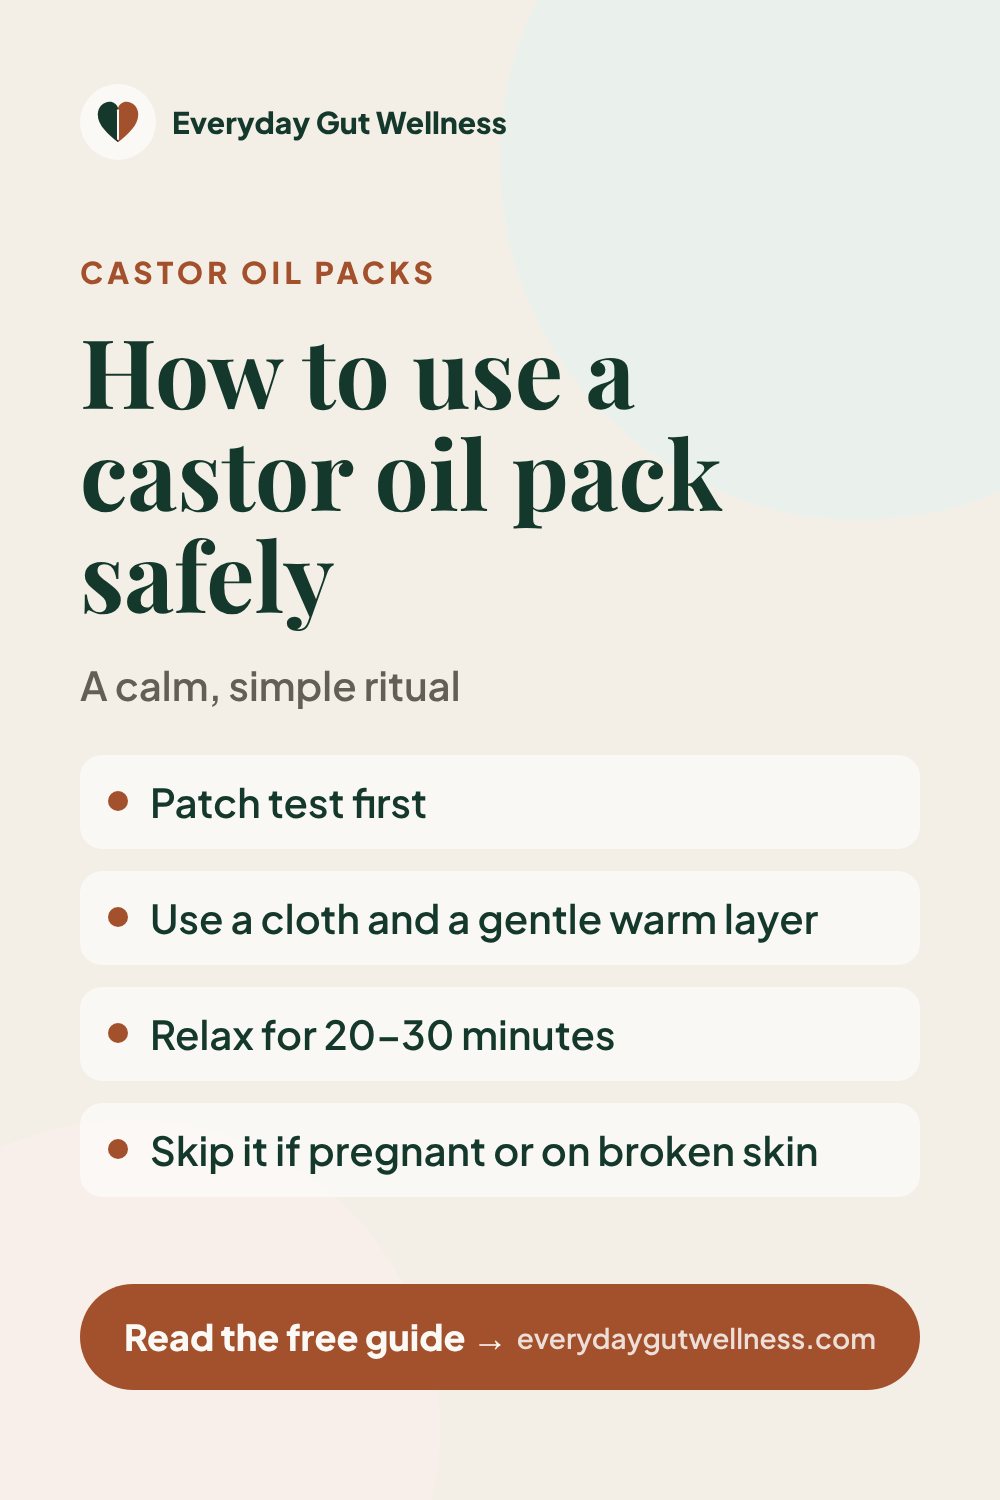 Everyday Gut Wellness
CASTOR OIL PACKS
How to use a
castor oil pack
safely
A calm, simple ritual
Patch test first
Use a cloth and a gentle warm layer
Relax for 20–30 minutes
Skip it if pregnant or on broken skin
Read the free guide → everydaygutwellness.com